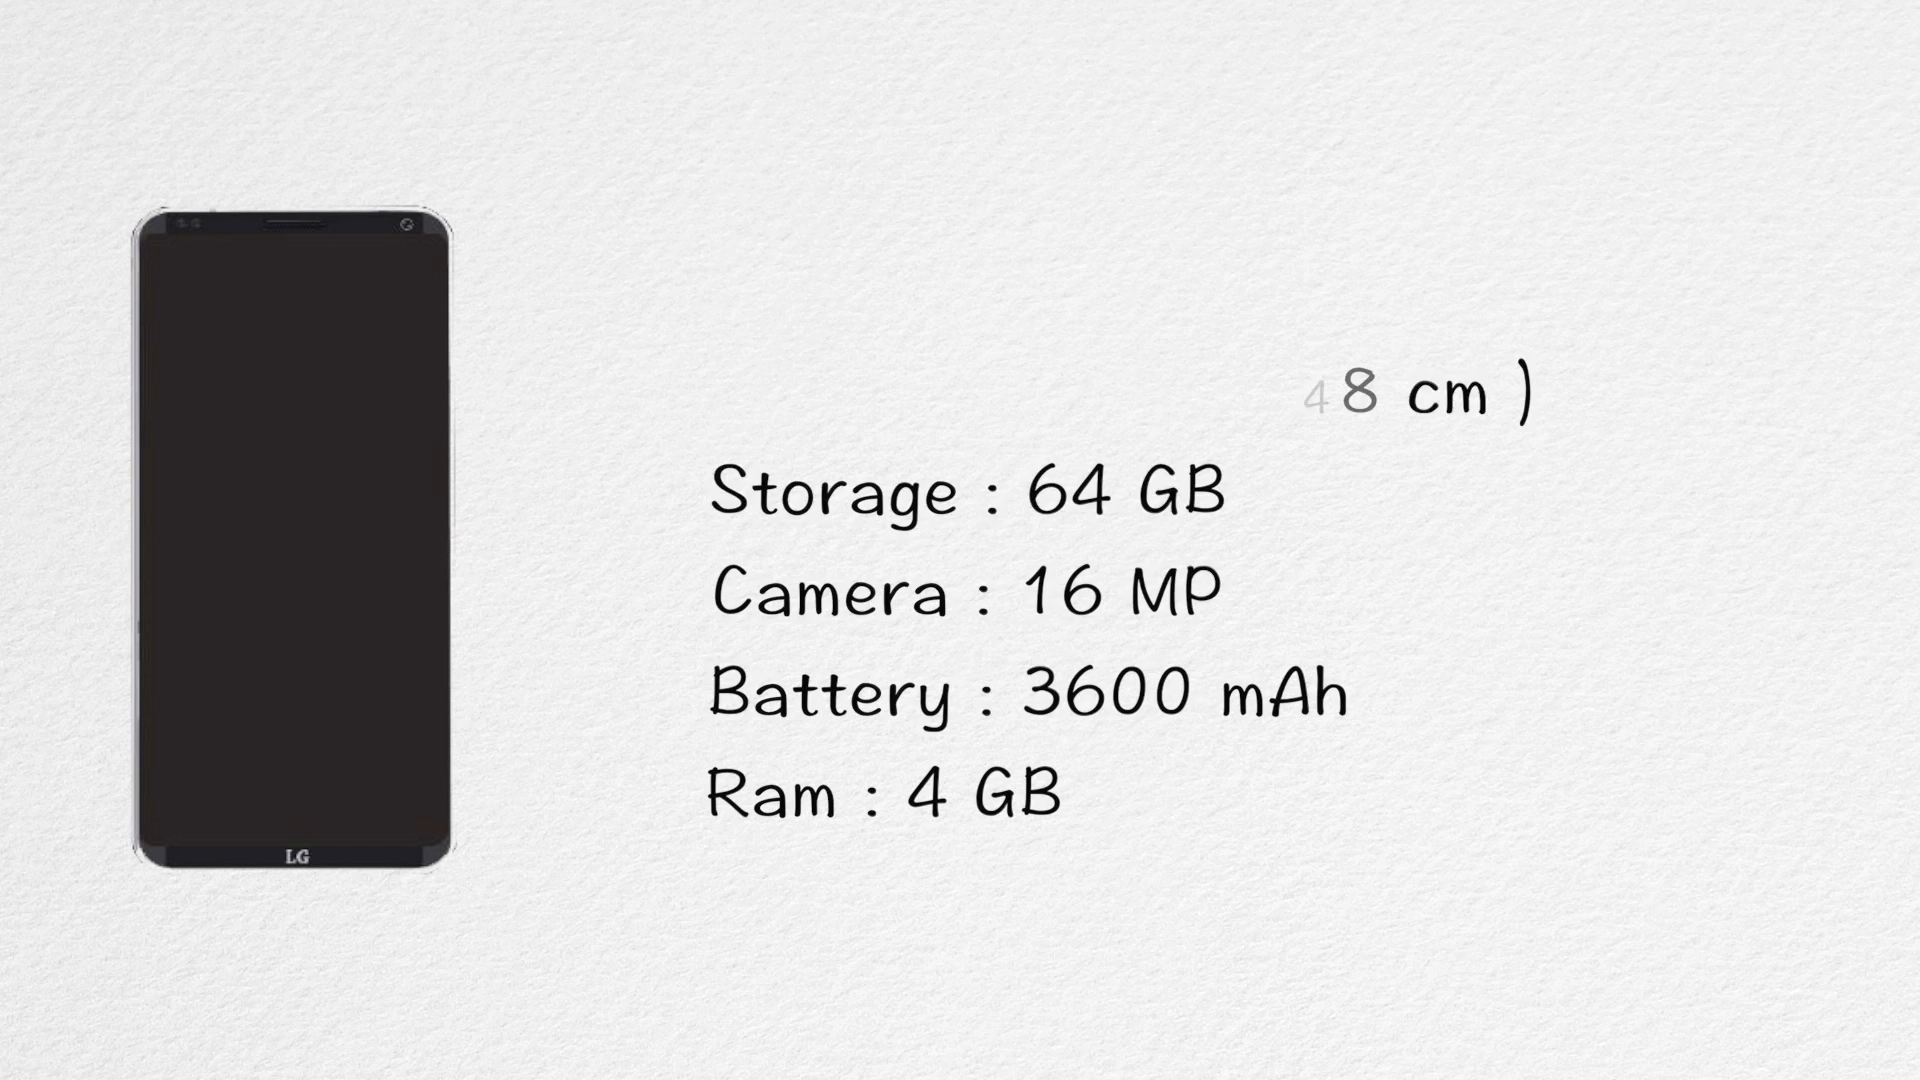 48 cm )
Storage : 64 GB
Camera : 16 MP
Battery : 3600 mAh
Ram : 4 GB
LG